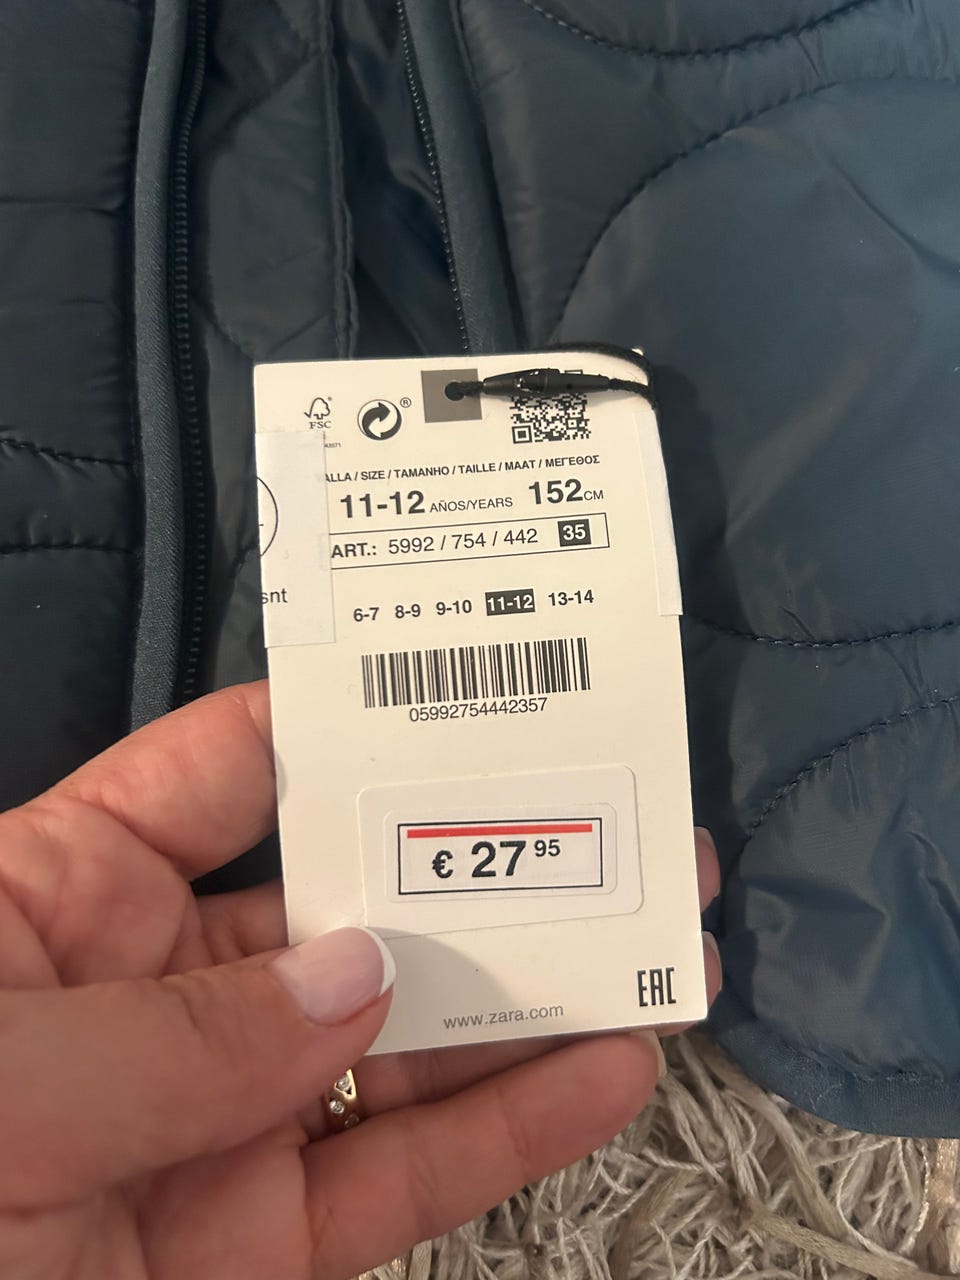 FSC
®
ALLA / SIZE / TAMANHO / TAILLE / MAAT / ΜΕΓΕΘΟΣ
11-12 AÑOS/YEARS 152CM
ART.: 5992 / 754 / 442 35
snt
6-7 8-9 9-10 11-12 13-14
05992754442357
€ 27 95
EAC
www.zara.com